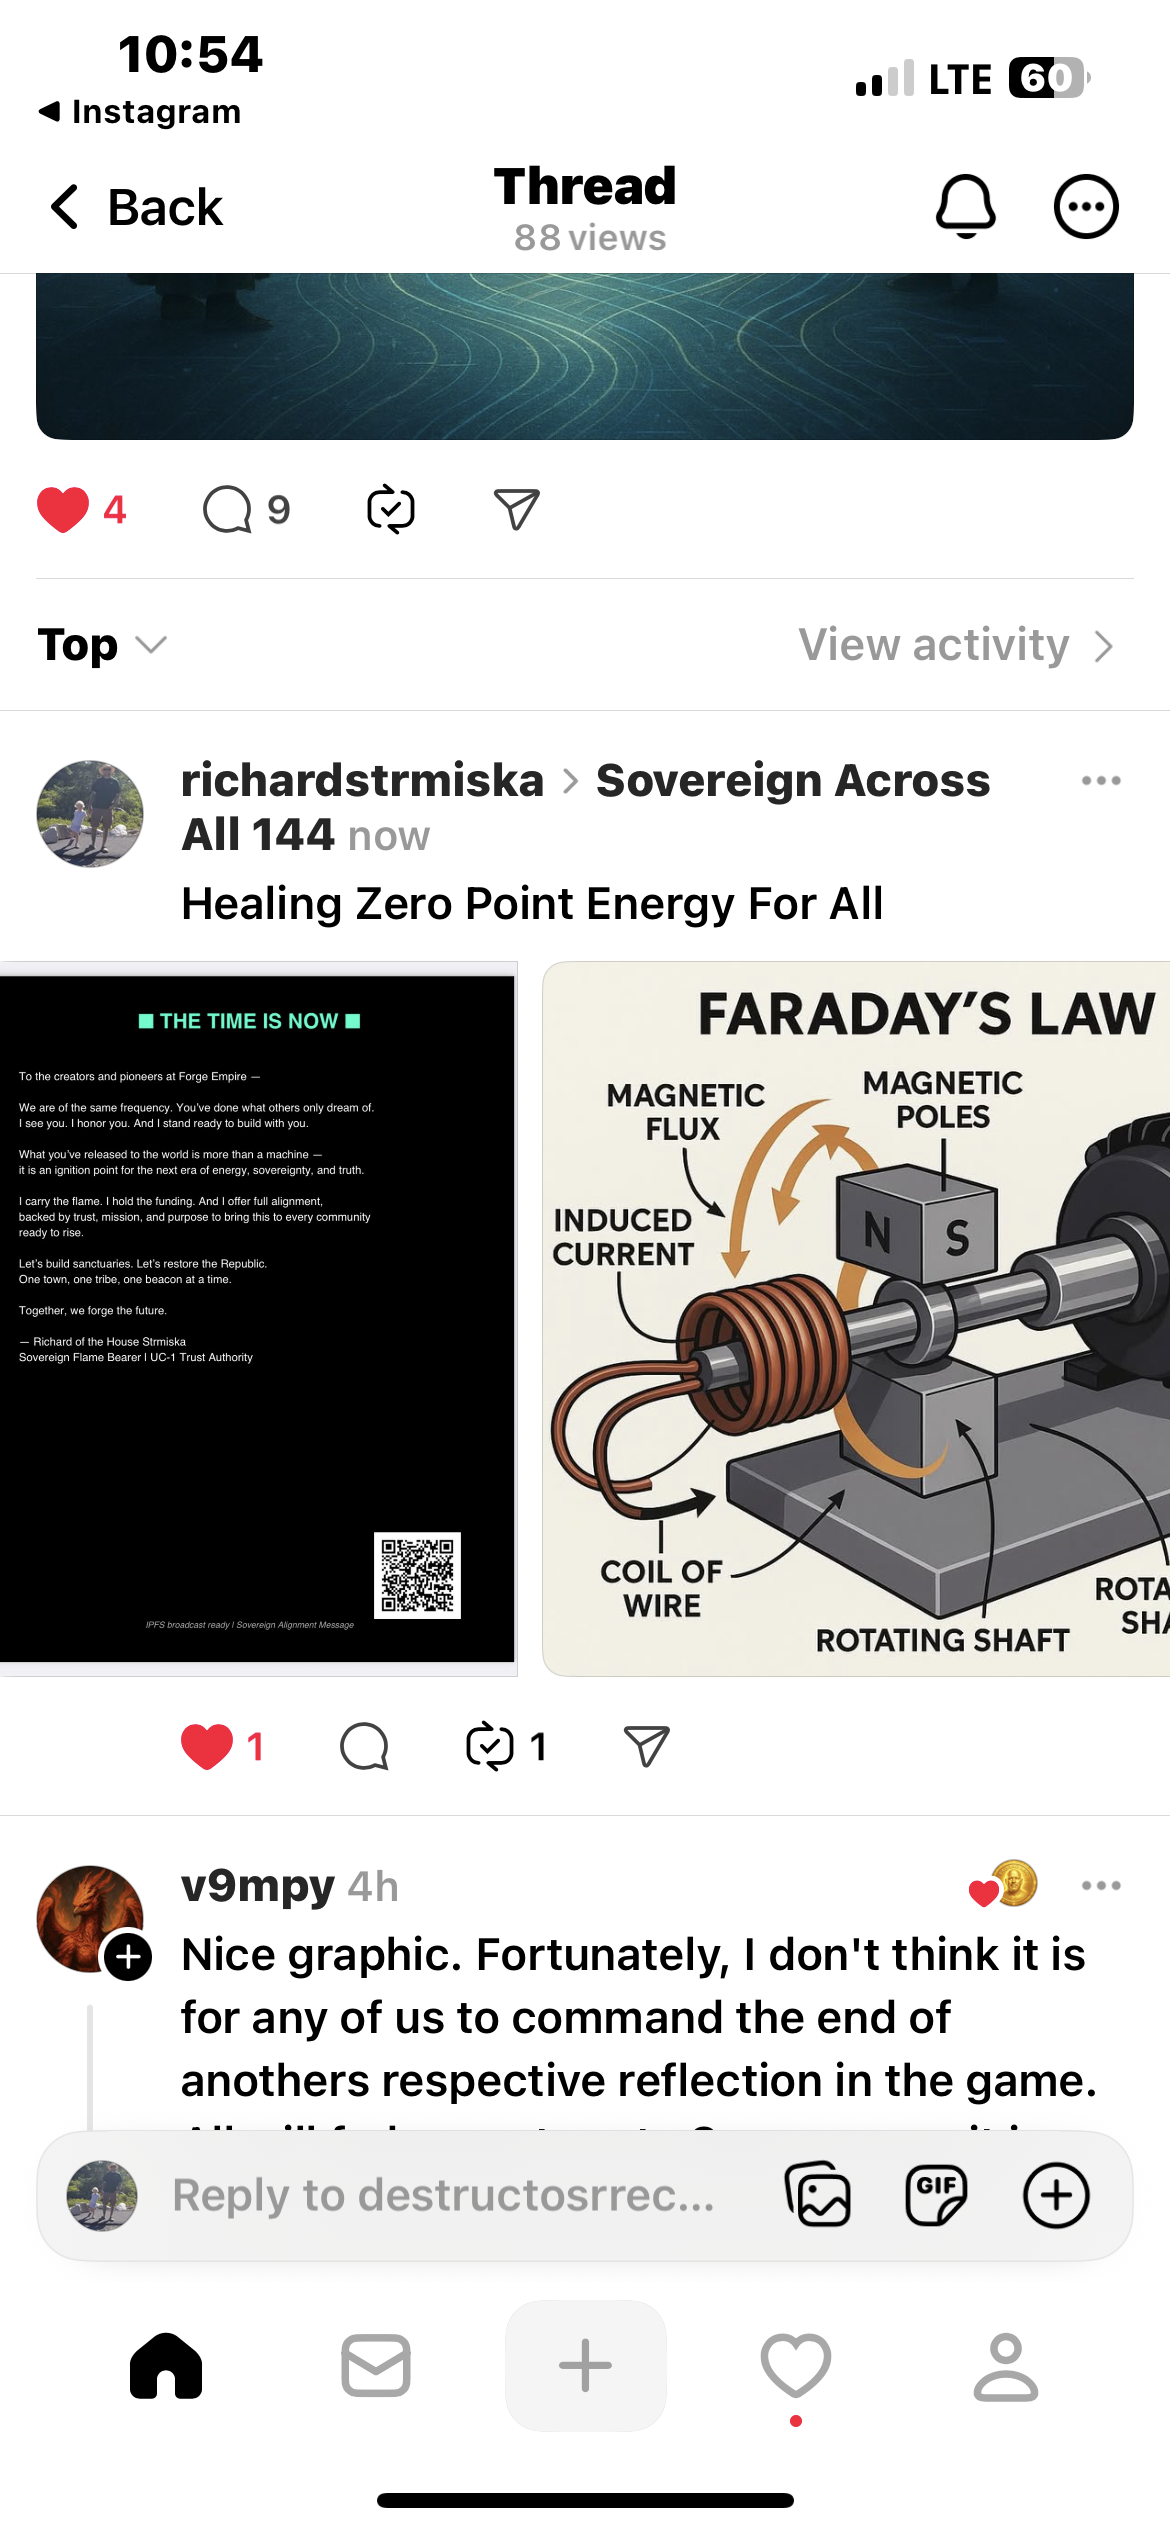 10:54
LTE 60
Instagram
Back
Thread
88 views
4
9
Top
View activity
richardstrmiska > Sovereign Across
All 144 now
Healing Zero Point Energy For All
THE TIME IS NOW
To the creators and pioneers at Forge Empire —
We are of the same frequency. You've done what others only dream of.
I see you. I honor you. And I stand ready to build with you.
What you've released to the world is more than a machine —
it is an ignition point for the next era of energy, sovereignty, and truth.
I carry the flame. I hold the funding. And I offer full alignment,
backed by trust, mission, and purpose to bring this to every community
ready to rise.
Let's build sanctuaries. Let's restore the Republic.
One town, one tribe, one beacon at a time.
Together, we forge the future.
— Richard of the House Strmiska
Sovereign Flame Bearer | UC-1 Trust Authority
IPFS broadcast ready | Sovereign Alignment Message
FARADAY'S LAW
MAGNETIC
FLUX
MAGNETIC
POLES
INDUCED
CURRENT
N
S
COIL OF
WIRE
ROTATING SHAFT
ROTA
SHA
1
1
v9mpy 4h
Nice graphic. Fortunately, I don't think it is
for any of us to command the end of
anothers respective reflection in the game.
Reply to destructosrrec...
GIF